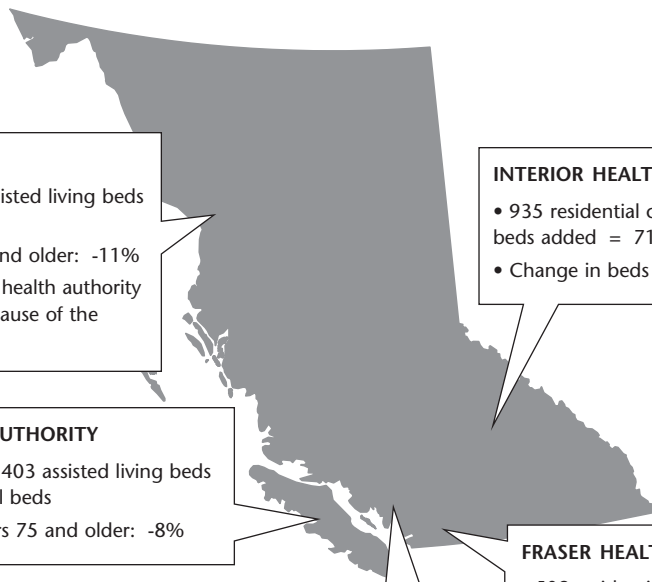 isted living beds
nd older: -11%
health authority
ause of the
INTERIOR HEALT
• 935 residential
beds added = 71
• Change in beds
UTHORITY
403 assisted living beds
l beds
rs 75 and older: -8%
FRASER HEALT